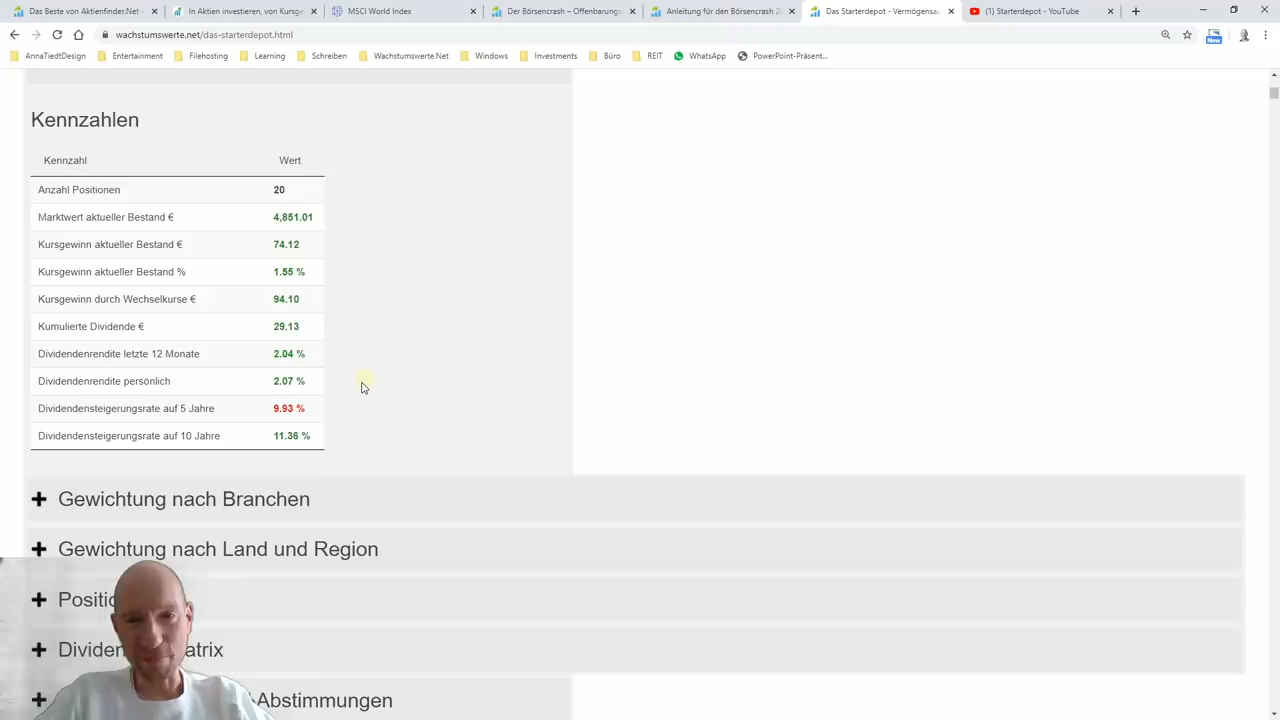 Das Beste von Aktienfinder.Net -
In Aktien investieren, von Kursge
MSCI World Index
Der Börsencrash – Offenbarungs
Anleitung für den Börsencrash 2
Das Starterdepot - Vermögensau
(1) Starterdepot - YouTube
wachstumswerte.net/das-starterdepot.html
AnnaTiedtDesign
Entertainment
Filehosting
Learning
Schreiben
Wachstumswerte.Net
Windows
Investments
Büro
REIT
WhatsApp
PowerPoint-Präsent...
Kennzahlen
Kennzahl Wert
Anzahl Positionen 20
Marktwert aktueller Bestand € 4,851.01
Kursgewinn aktueller Bestand € 74.12
Kursgewinn aktueller Bestand % 1.55 %
Kursgewinn durch Wechselkurse € 94.10
Kumulierte Dividende € 29.13
Dividendenrendite letzte 12 Monate 2.04 %
Dividendenrendite persönlich 2.07 %
Dividendensteigerungsrate auf 5 Jahre 9.93 %
Dividendensteigerungsrate auf 10 Jahre 11.36 %
Gewichtung nach Branchen
Gewichtung nach Land und Region
Positio
Dividen atrix
-Abstimmungen